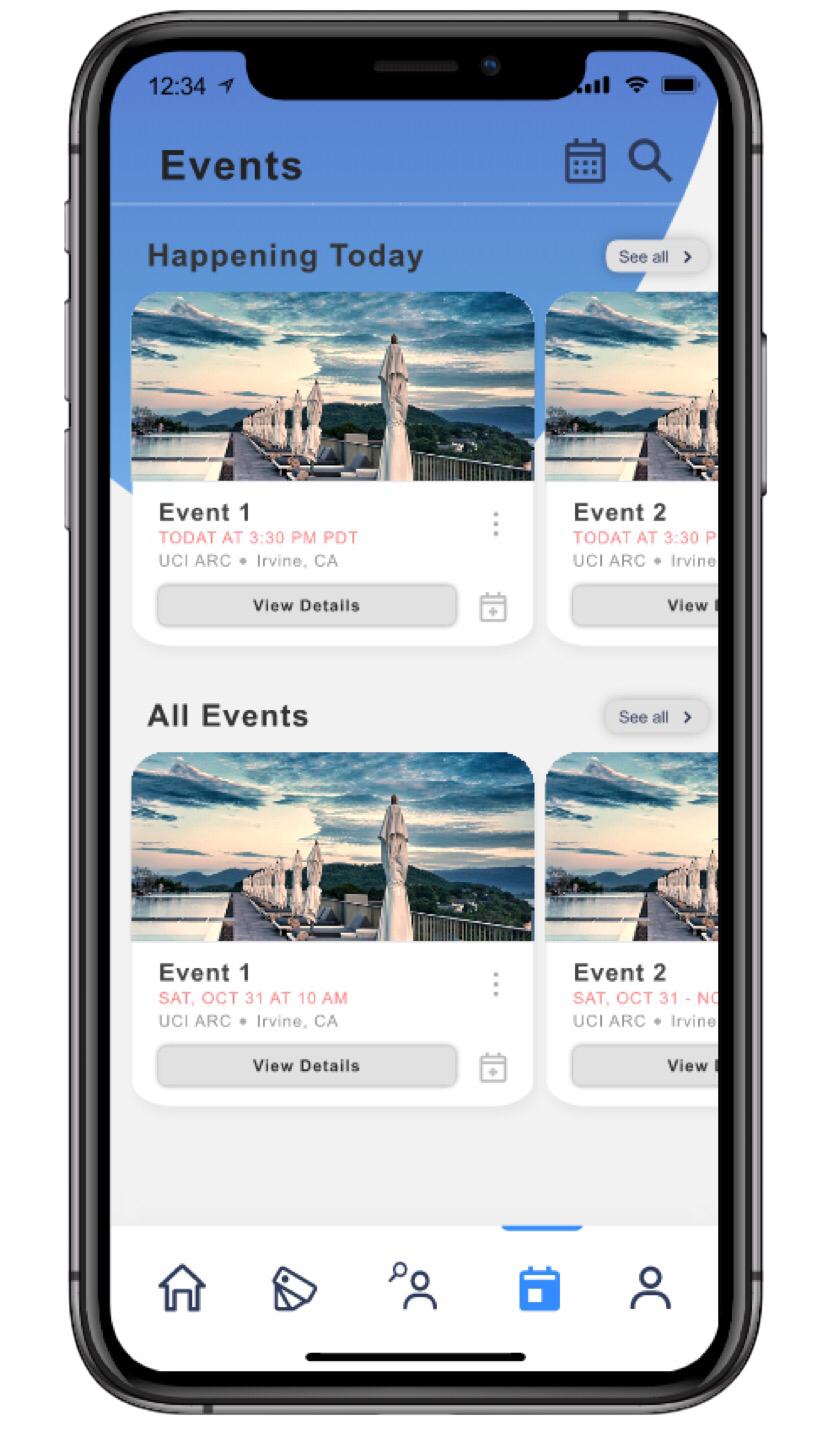 12:34
Events
Happening Today
See all
Event 1
TODAT AT 3:30 PM PDT
UCI ARC • Irvine, CA
View Details
Event 2
TODAT AT 3:30 P
UCI ARC • Irvine
View
All Events
See all
Event 1
SAT, OCT 31 AT 10 AM
UCI ARC • Irvine, CA
View Details
Event 2
SAT, OCT 31 - NO
UCI ARC • Irvine
View